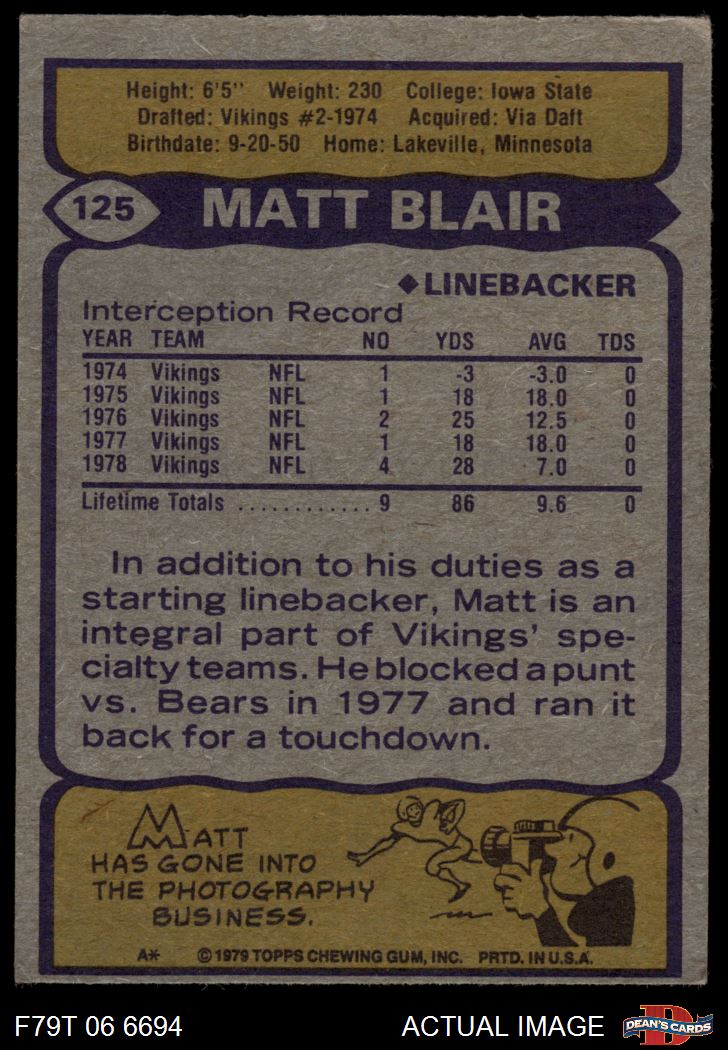 Height: 6'5" Weight: 230 College: Iowa State
Drafted: Vikings #2-1974 Acquired: Via Daft
Birthdate: 9-20-50 Home: Lakeville, Minnesota
125 MATT BLAIR
◆LINEBACKER
Interception Record
YEAR TEAM NO YDS AVG TDS
1974 Vikings NFL 1 -3 -3.0 0
1975 Vikings NFL 1 18 18.0 0
1976 Vikings NFL 2 25 12.5 0
1977 Vikings NFL 1 18 18.0 0
1978 Vikings NFL 4 28 7.0 0
Lifetime Totals ............ 9 86 9.6 0
In addition to his duties as a
starting linebacker, Matt is an
integral part of Vikings' spe-
cialty teams. He blocked a punt
vs. Bears in 1977 and ran it
back for a touchdown.
MATT
HAS GONE INTO
THE PHOTOGRAPHY
BUSINESS.
A* © 1979 TOPPS CHEWING GUM, INC. PRTD. IN U.S.A.
F79T 06 6694 ACTUAL IMAGE D DEAN'S CARDS